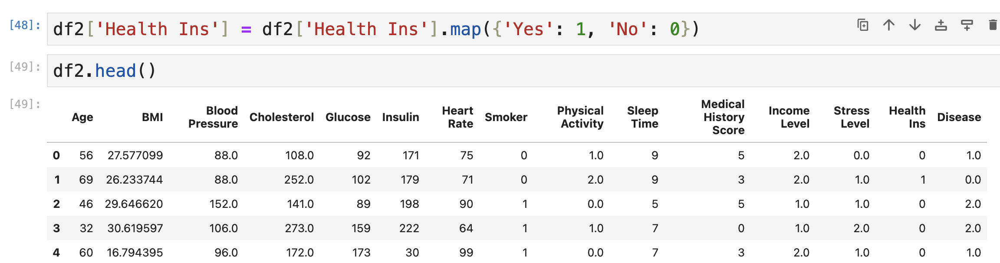 [48]: df2['Health Ins'] = df2['Health Ins'].map({'Yes': 1, 'No': 0})
[49]: df2.head()
[49]:
Age BMI Blood Pressure Cholesterol Glucose Insulin Heart Rate Smoker Physical Activity Sleep Time Medical History Score Income Level Stress Level Health Ins Disease
0 56 27.577099 88.0 108.0 92 171 75 0 1.0 9 5 2.0 0.0 0 1.0
1 69 26.233744 88.0 252.0 102 179 71 0 2.0 9 3 2.0 1.0 1 0.0
2 46 29.646620 152.0 141.0 89 198 90 1 0.0 5 5 1.0 1.0 0 2.0
3 32 30.619597 106.0 273.0 159 222 64 1 1.0 7 0 1.0 2.0 0 2.0
4 60 16.794395 96.0 172.0 173 30 99 1 0.0 7 3 2.0 1.0 0 1.0